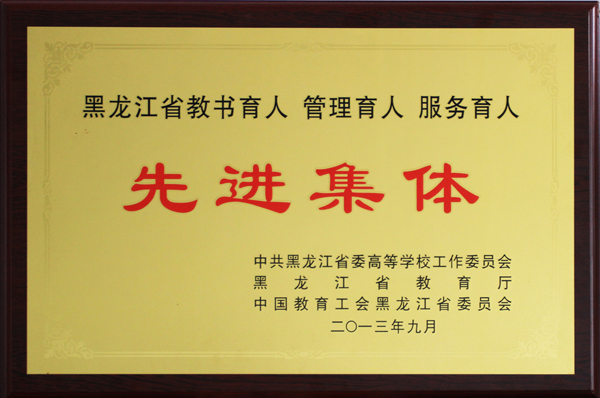 黑龙江省教书育人 管理育人 服务育人
先进集体
中共黑龙江省委高等学校工作委员会
黑龙江省教育厅
中国教育工会黑龙江省委员会
二〇一三年九月